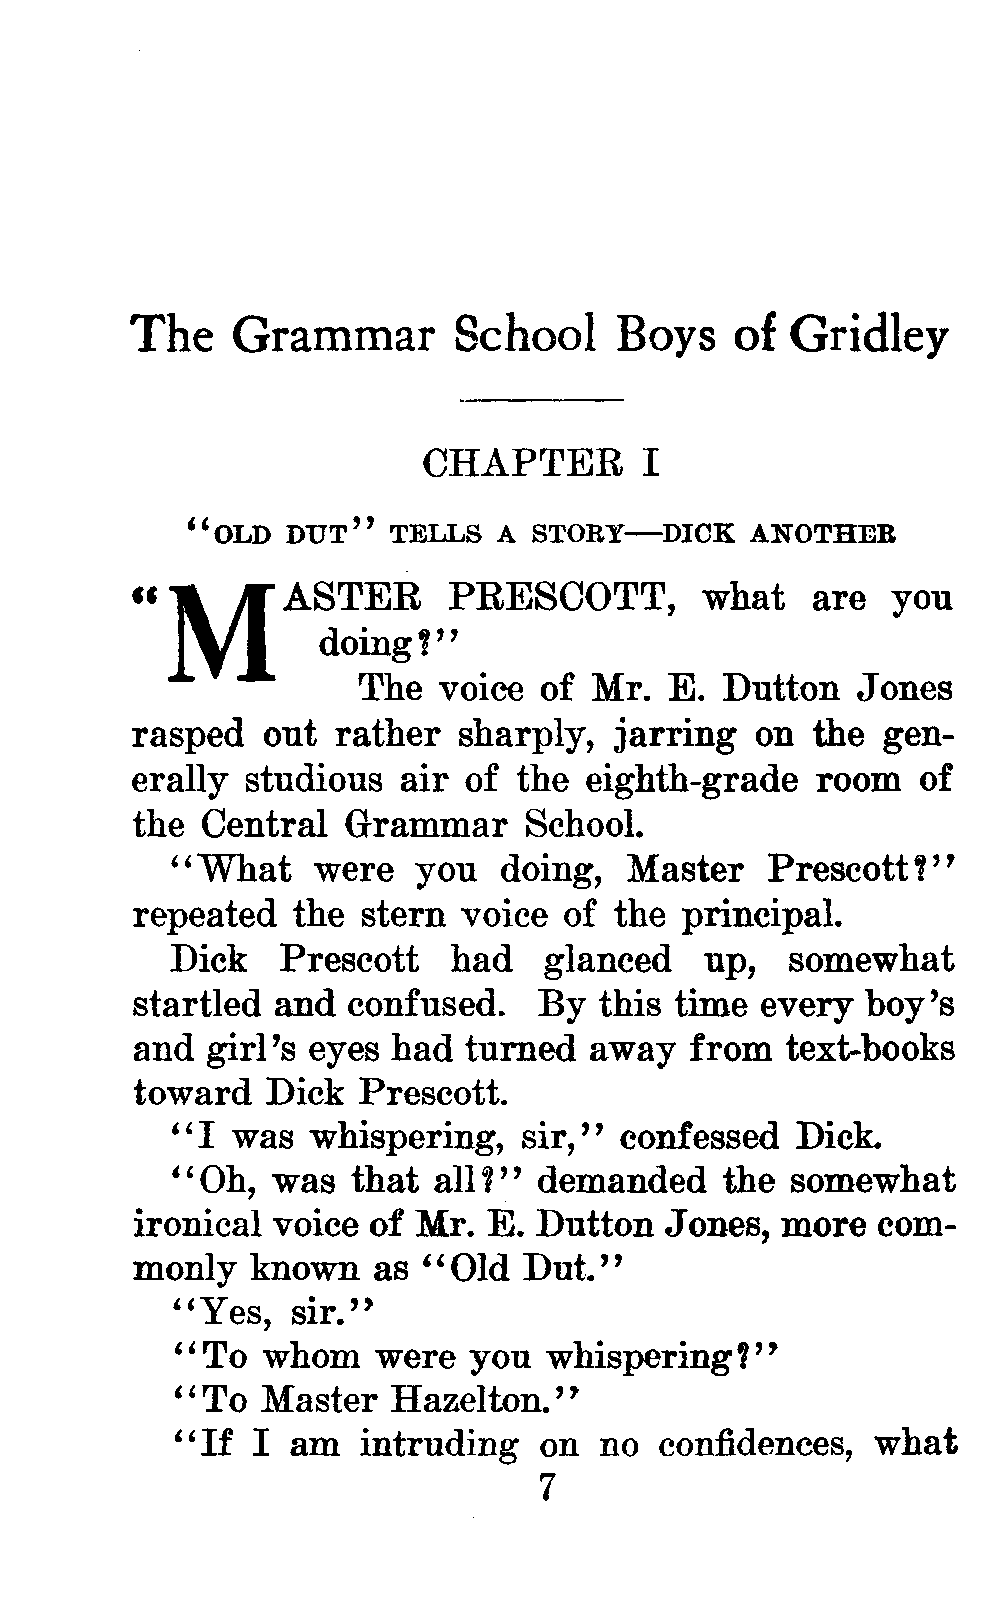 The Grammar School Boys of Gridley
CHAPTER I
“OLD DUT” TELLS A STORY—DICK ANOTHER
“MASTER PRESCOTT, what are you
doing?”
The voice of Mr. E. Dutton Jones
rasped out rather sharply, jarring on the gen-
erally studious air of the eighth-grade room of
the Central Grammar School.
“What were you doing, Master Prescott?”
repeated the stern voice of the principal.
Dick Prescott had glanced up, somewhat
startled and confused. By this time every boy’s
and girl’s eyes had turned away from text-books
toward Dick Prescott.
“I was whispering, sir,” confessed Dick.
“Oh, was that all?” demanded the somewhat
ironical voice of Mr. E. Dutton Jones, more com-
monly known as “Old Dut.”
“Yes, sir.”
“To whom were you whispering?”
“To Master Hazelton.”
“If I am intruding on no confidences, what
7